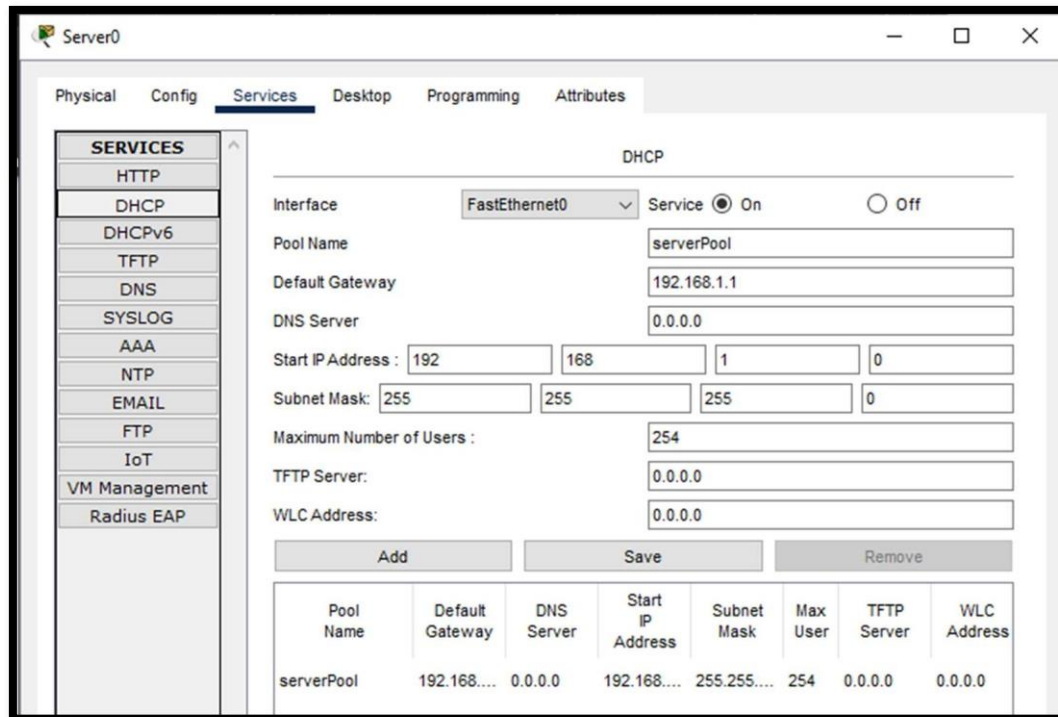 Server0
Physical Config Services Desktop Programming Attributes
SERVICES
HTTP
DHCP
DHCPv6
TFTP
DNS
SYSLOG
AAA
NTP
EMAIL
FTP
IoT
VM Management
Radius EAP
DHCP
Interface FastEthernet0 Service On Off
Pool Name serverPool
Default Gateway 192.168.1.1
DNS Server 0.0.0.0
Start IP Address : 192 168 1 0
Subnet Mask: 255 255 255 0
Maximum Number of Users : 254
TFTP Server: 0.0.0.0
WLC Address: 0.0.0.0
Add Save Remove
Pool Name Default Gateway DNS Server Start IP Address Subnet Mask Max User TFTP Server WLC Address
serverPool 192.168.... 0.0.0.0 192.168.... 255.255.... 254 0.0.0.0 0.0.0.0